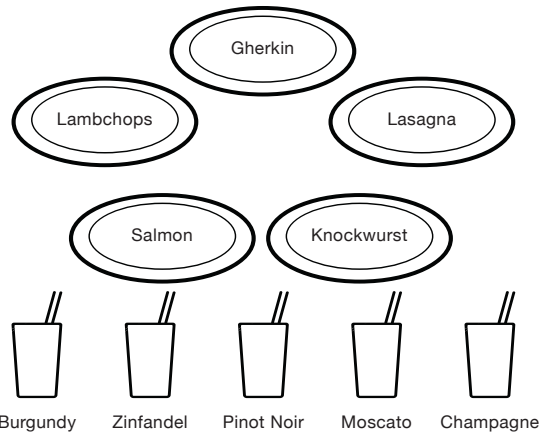 Gherkin
Lambchops
Lasagna
Salmon
Knockwurst
Burgundy
Zinfandel
Pinot Noir
Moscato
Champagne